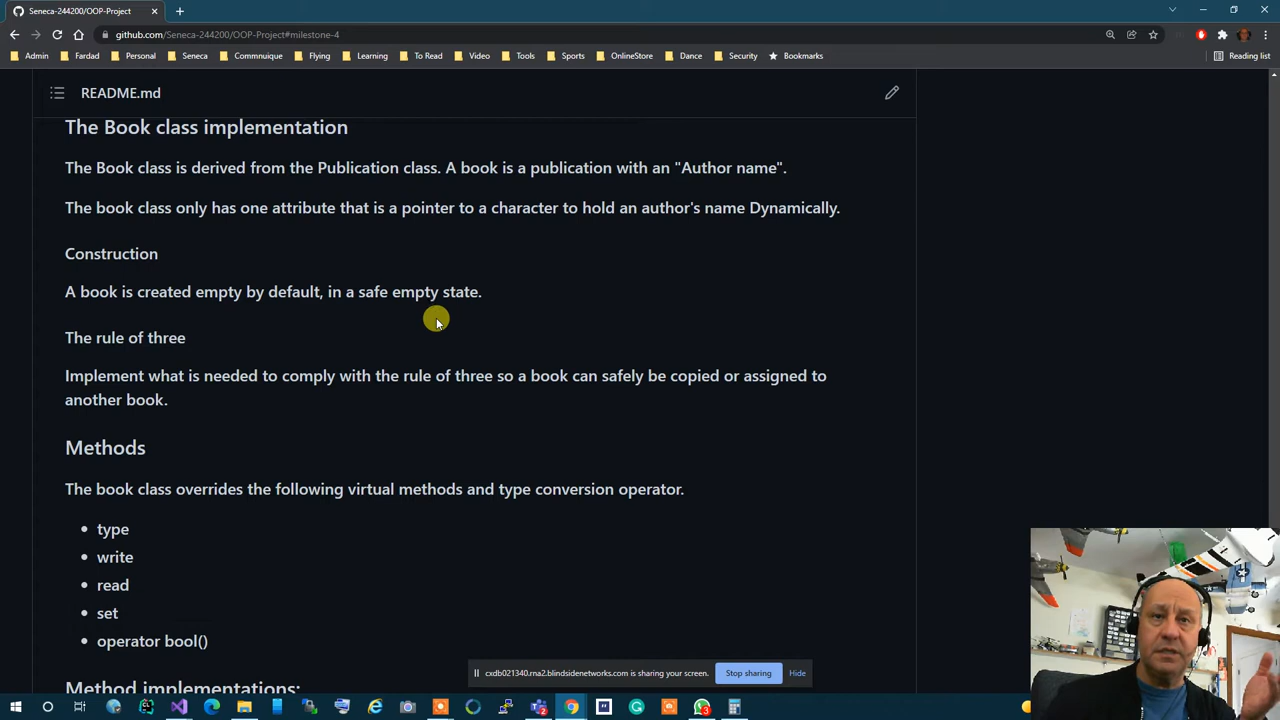 Seneca-244200/OOP-Project
github.com/Seneca-244200/OOP-Project#milestone-4
Admin Fardad Personal Seneca Commnuique Flying Learning To Read Video Tools Sports OnlineStore Dance Security Bookmarks Reading list
README.md
The Book class implementation
The Book class is derived from the Publication class. A book is a publication with an "Author name".
The book class only has one attribute that is a pointer to a character to hold an author's name Dynamically.
Construction
A book is created empty by default, in a safe empty state.
The rule of three
Implement what is needed to comply with the rule of three so a book can safely be copied or assigned to
another book.
Methods
The book class overrides the following virtual methods and type conversion operator.
type
write
read
set
operator bool()
cxdb021340.rna2.blindsidenetworks.com is sharing your screen. Stop sharing Hide
Method implementations: